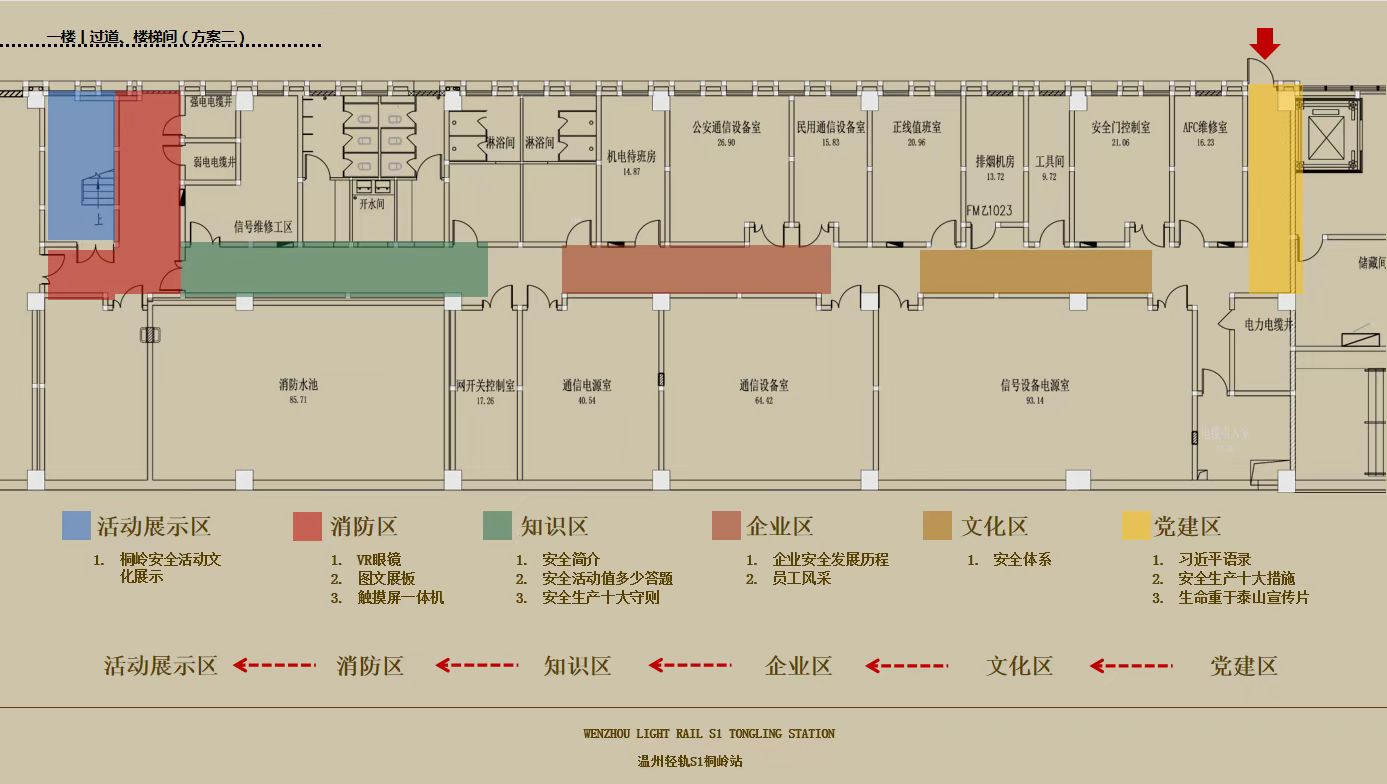 一楼丨过道、楼梯间（方案二）
强电电缆井
弱电电缆井
信号维修工区
开水间
淋浴间
淋浴间
机电待班房
14.87
公安通信设备室
26.90
民用通信设备室
15.83
正线值班室
20.96
排烟机房
13.72
FM乙1023
工具间
9.72
安全门控制室
21.06
AFC维修室
16.23
储藏间
上
消防水池
85.71
网开关控制室
17.26
通信电源室
40.54
通信设备室
64.42
信号设备电源室
93.14
电力电缆井
电缆引入室
活动展示区
1. 桐岭安全活动文
化展示
消防区
1. VR眼镜
2. 图文展板
3. 触摸屏一体机
知识区
1. 安全简介
2. 安全活动值多少答题
3. 安全生产十大守则
企业区
1. 企业安全发展历程
2. 员工风采
文化区
1. 安全体系
党建区
1. 习近平语录
2. 安全生产十大措施
3. 生命重于泰山宣传片
活动展示区 消防区 知识区 企业区 文化区 党建区
WENZHOU LIGHT RAIL S1 TONGLING STATION
温州轻轨S1桐岭站